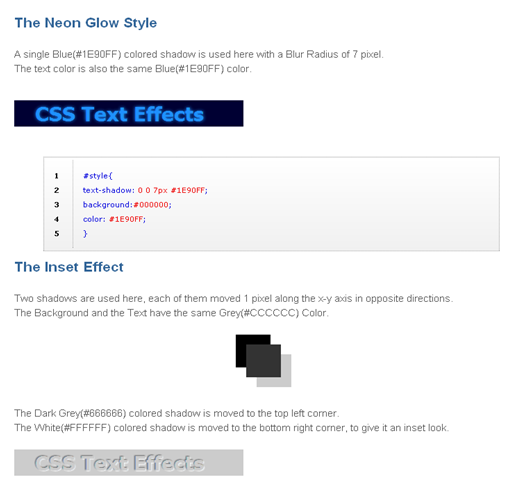 The Neon Glow Style
A single Blue(#1E90FF) colored shadow is used here with a Blur Radius of 7 pixel.
The text color is also the same Blue(#1E90FF) color.
CSS Text Effects
1 #style{
2 text-shadow: 0 0 7px #1E90FF;
3 background:#000000;
4 color: #1E90FF;
5 }
The Inset Effect
Two shadows are used here, each of them moved 1 pixel along the x-y axis in opposite directions.
The Background and the Text have the same Grey(#CCCCCC) Color.
The Dark Grey(#666666) colored shadow is moved to the top left corner.
The White(#FFFFFF) colored shadow is moved to the bottom right corner, to give it an inset look.
CSS Text Effects